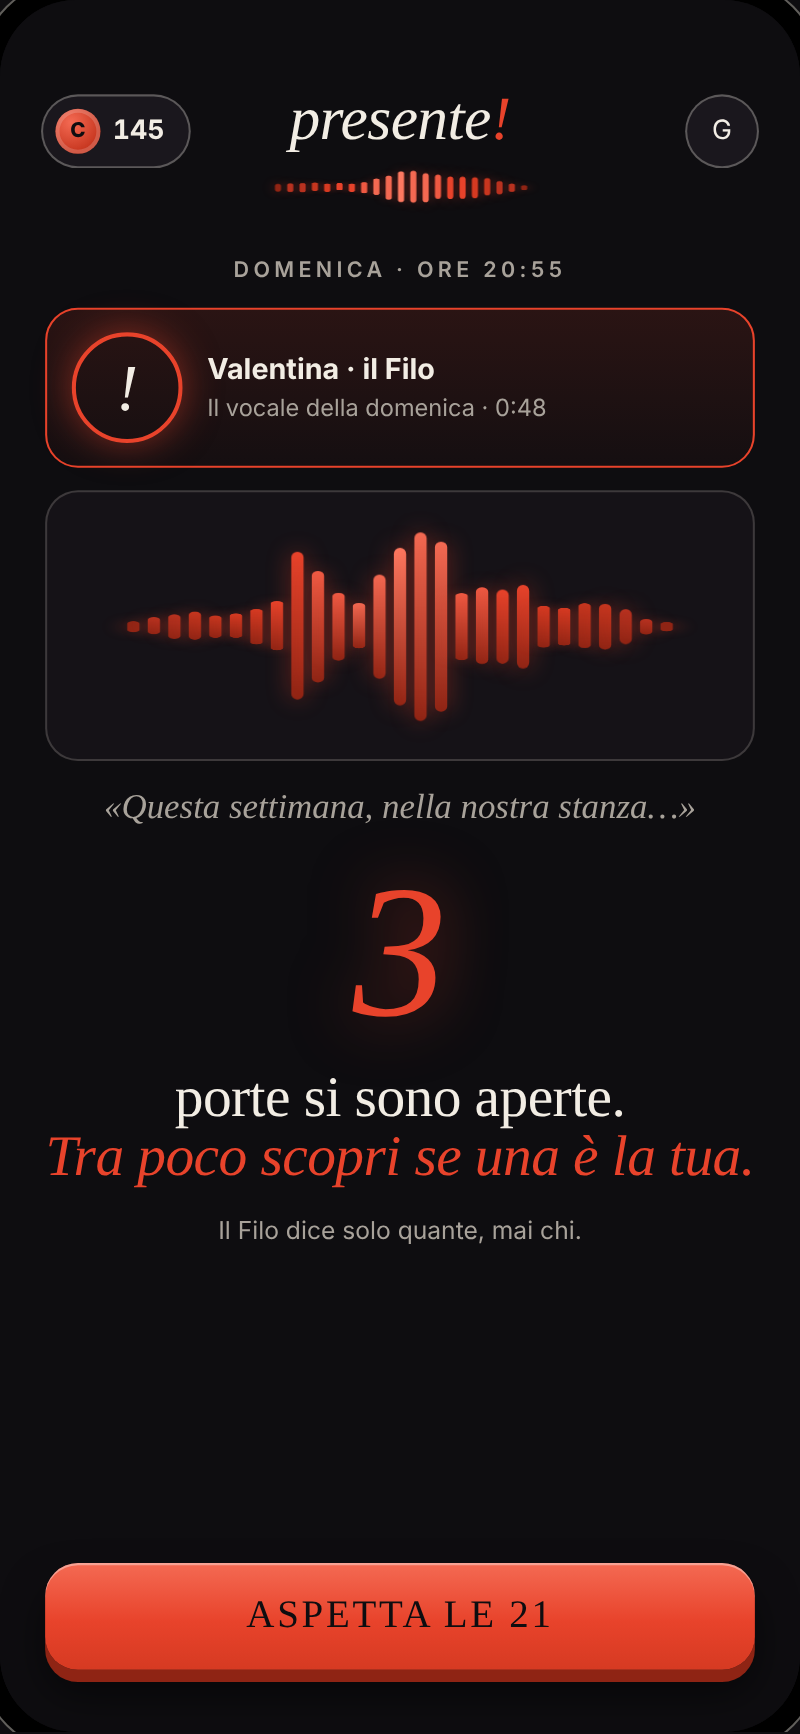 C 145
presente!
G
DOMENICA · ORE 20:55
!
Valentina · il Filo
Il vocale della domenica · 0:48
«Questa settimana, nella nostra stanza…»
3
porte si sono aperte.
Tra poco scopri se una è la tua.
Il Filo dice solo quante, mai chi.
ASPETTA LE 21